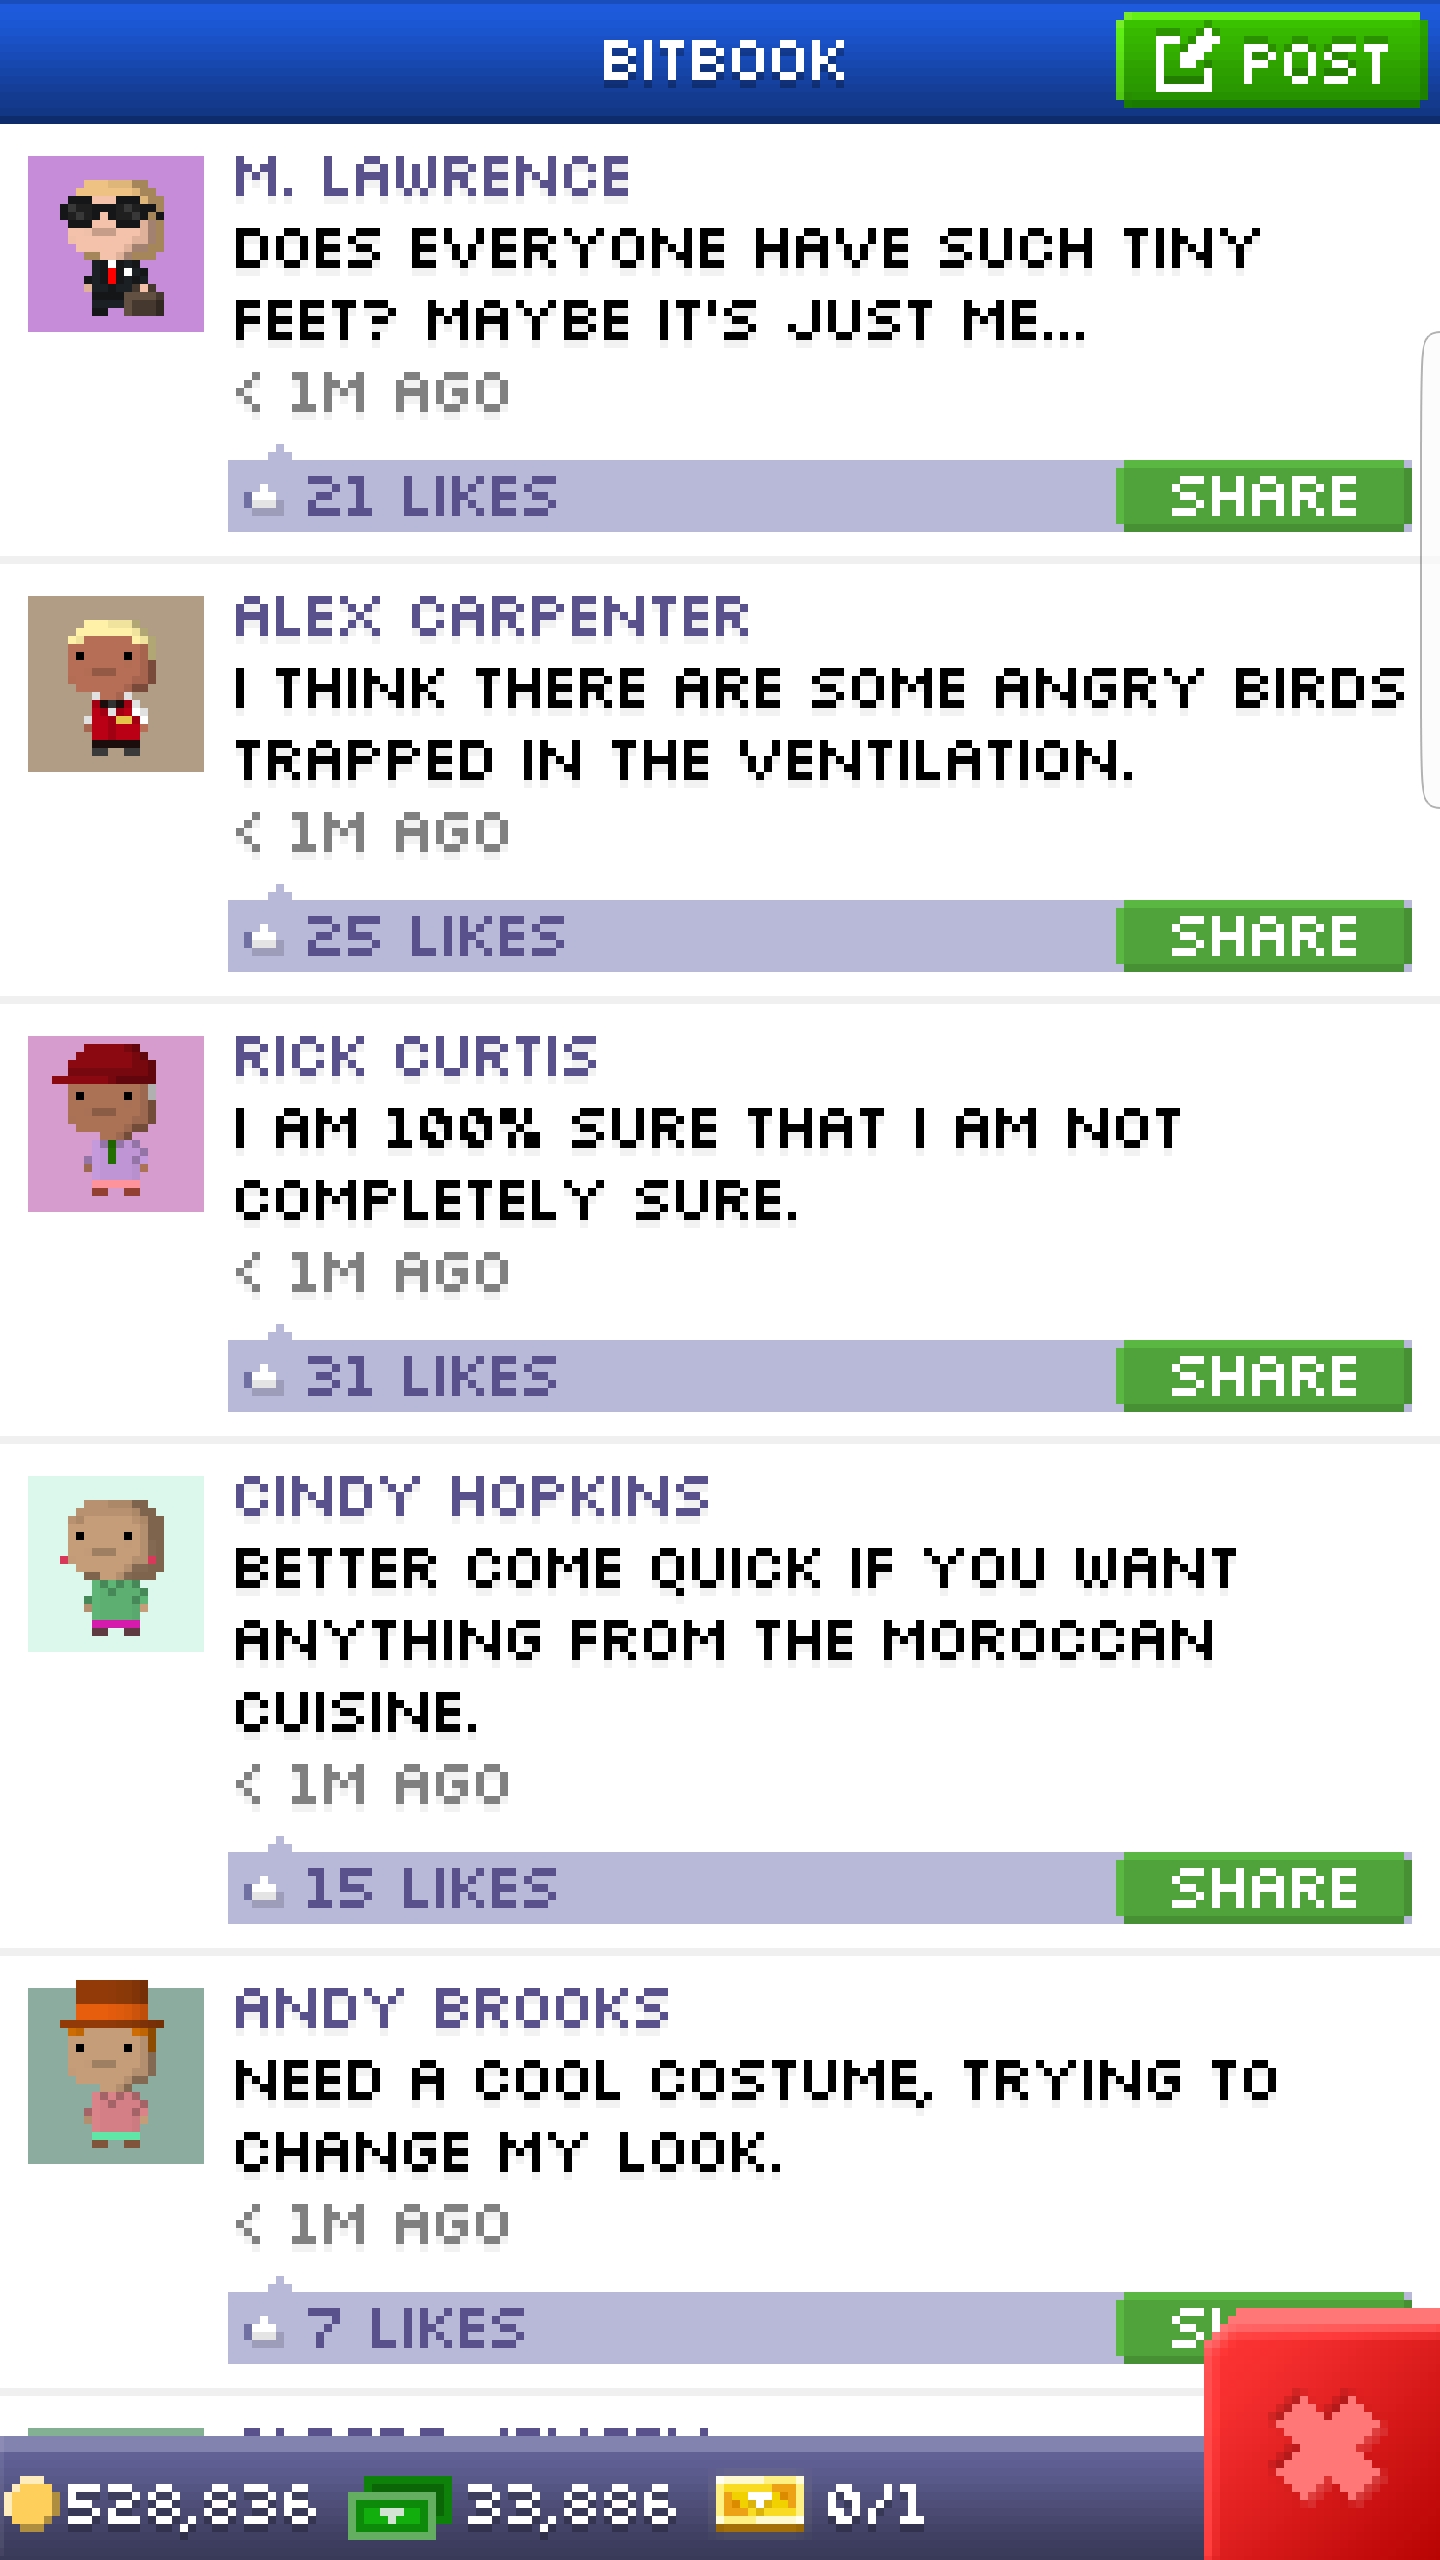 BITBOOK
POST
M. LAWRENCE
DOES EVERYONE HAVE SUCH TINY
FEET? MAYBE IT'S JUST ME...
< 1M AGO
21 LIKES
SHARE
ALEX CARPENTER
I THINK THERE ARE SOME ANGRY BIRDS
TRAPPED IN THE VENTILATION.
< 1M AGO
25 LIKES
SHARE
RICK CURTIS
I AM 100% SURE THAT I AM NOT
COMPLETELY SURE.
< 1M AGO
31 LIKES
SHARE
CINDY HOPKINS
BETTER COME QUICK IF YOU WANT
ANYTHING FROM THE MOROCCAN
CUISINE.
< 1M AGO
15 LIKES
SHARE
ANDY BROOKS
NEED A COOL COSTUME, TRYING TO
CHANGE MY LOOK.
< 1M AGO
7 LIKES
528,836
33,886
0/1